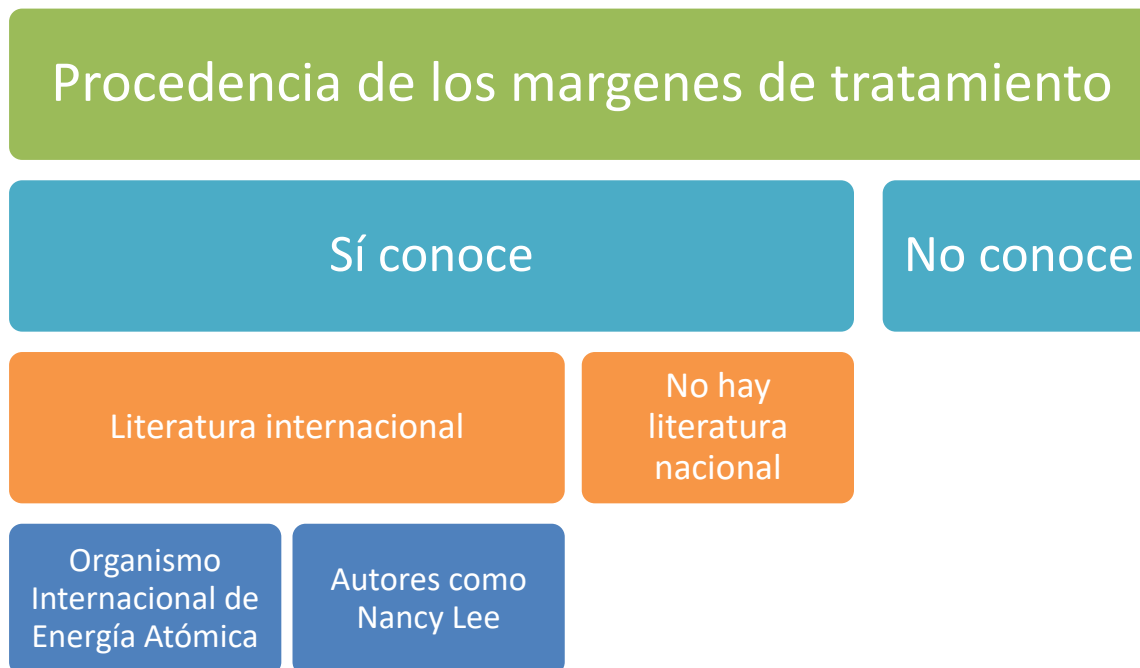 Procedencia de los margenes de tratamiento
Sí conoce
No conoce
Literatura internacional
No hay
literatura
nacional
Organismo
Internacional de
Energía Atómica
Autores como
Nancy Lee